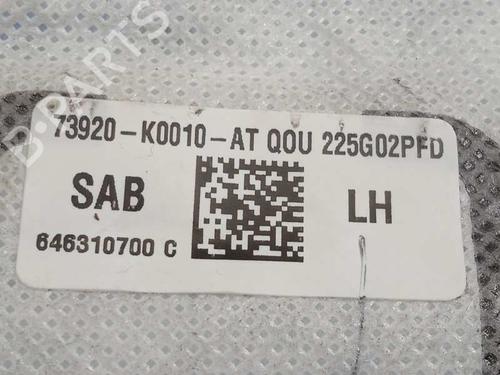 B-PARTS
73920-K0010-AT QOU 225G02PFD
SAB
LH
646310700 C